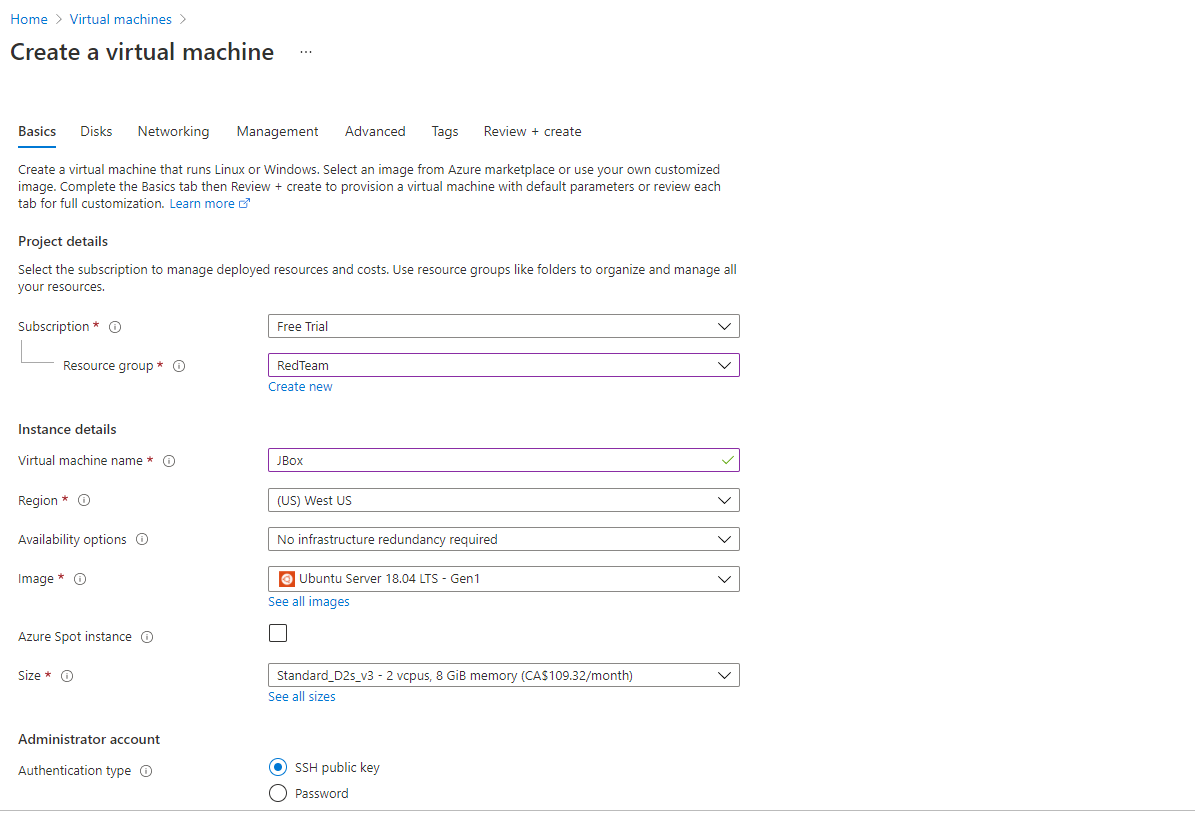 Home > Virtual machines >
Create a virtual machine ...
Basics Disks Networking Management Advanced Tags Review + create
Create a virtual machine that runs Linux or Windows. Select an image from Azure marketplace or use your own customized
image. Complete the Basics tab then Review + create to provision a virtual machine with default parameters or review each
tab for full customization. Learn more
Project details
Select the subscription to manage deployed resources and costs. Use resource groups like folders to organize and manage all
your resources.
Subscription * Free Trial
Resource group * RedTeam
Create new
Instance details
Virtual machine name * JBox
Region * (US) West US
Availability options No infrastructure redundancy required
Image * Ubuntu Server 18.04 LTS - Gen1
See all images
Azure Spot instance
Size * Standard_D2s_v3 - 2 vcpus, 8 GiB memory (CA$109.32/month)
See all sizes
Administrator account
Authentication type SSH public key
Password